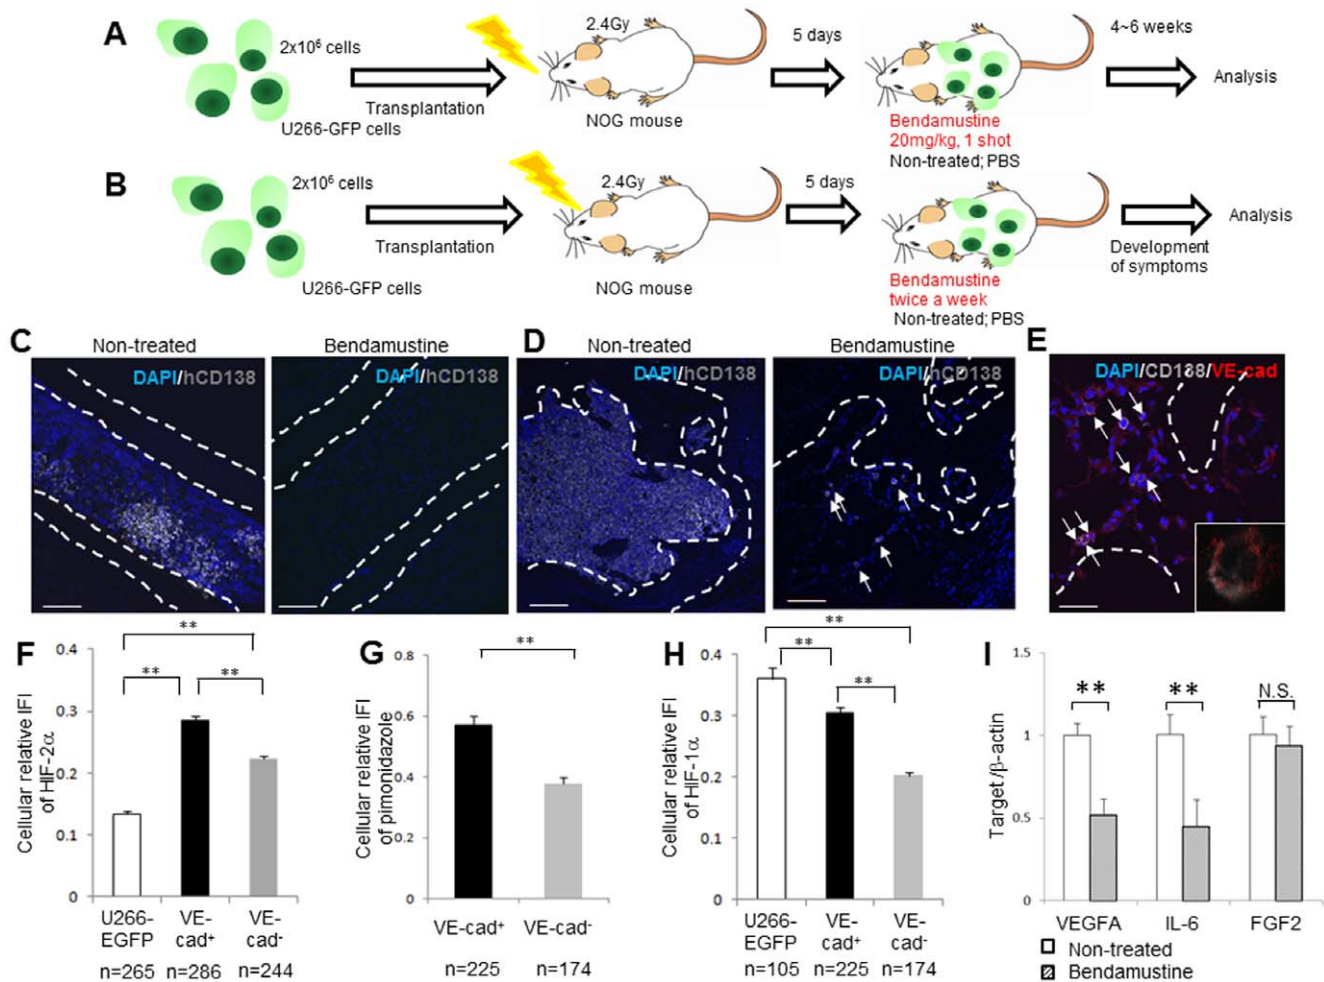 A
2x10⁶ cells
U266-GFP cells
Transplantation
2.4Gy
NOG mouse
5 days
Bendamustine
20mg/kg, 1 shot
Non-treated; PBS
4~6 weeks
Analysis
B
2x10⁶ cells
U266-GFP cells
Transplantation
2.4Gy
NOG mouse
5 days
Bendamustine
twice a week
Non-treated; PBS
Development
of symptoms
Analysis
C
Non-treated
DAPI/hCD138
Bendamustine
DAPI/hCD138
D
Non-treated
DAPI/hCD138
Bendamustine
DAPI/hCD138
E
DAPI/CD138/VE-cad
F
Cellular relative IFI
of HIF-2α
0.4
0.3
0.2
0.1
0
**
**
**
U266-
EGFP
VE-
cad⁺
VE-
cad⁻
n=265
n=286
n=244
G
Cellular relative IFI
of pimonidazole
0.8
0.6
0.4
0.2
0
**
VE-cad⁺
VE-cad⁻
n=225
n=174
H
Cellular relative IFI
of HIF-1α
0.4
0.3
0.2
0.1
0
**
**
**
U266-
EGFP
VE-
cad⁺
VE-
cad⁻
n=105
n=225
n=174
I
Target /β-actin
1.5
1
0.5
0
**
**
N.S.
VEGFA
IL-6
FGF2
Non-treated
Bendamustine